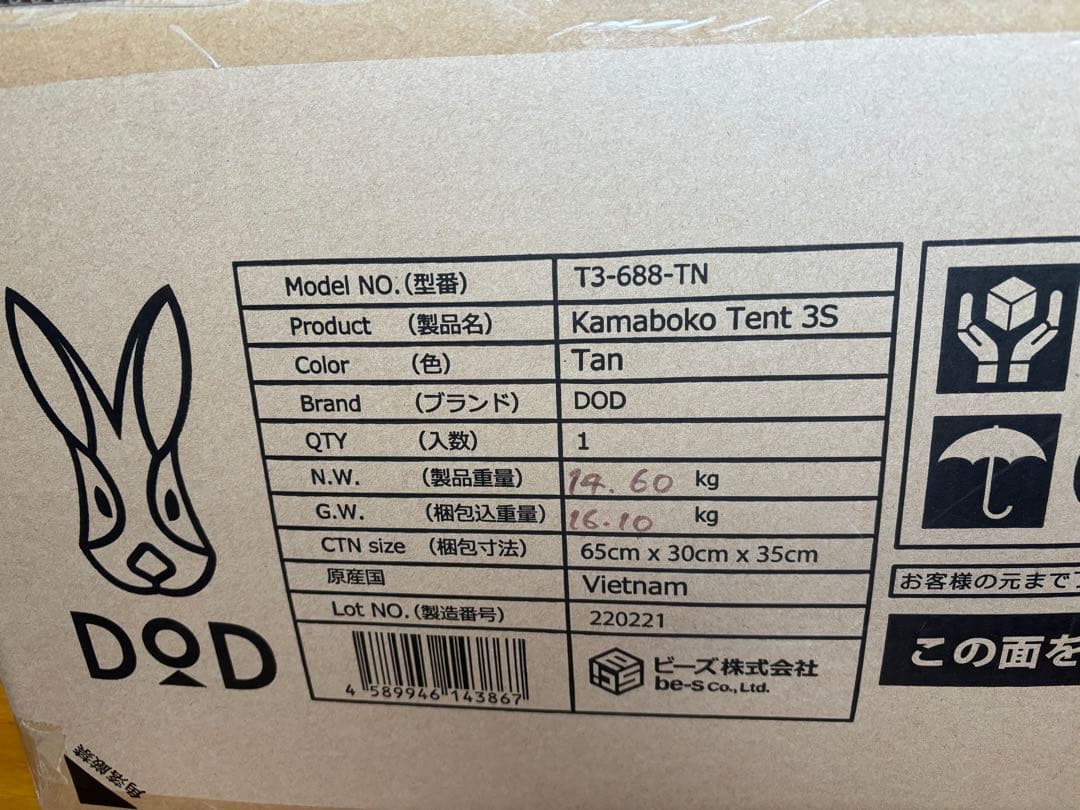 Model NO.(型番) T3-688-TN
Product (製品名) Kamaboko Tent 3S
Color (色) Tan
Brand (ブランド) DOD
QTY (入数) 1
N.W. (製品重量) 14.60 kg
G.W. (梱包込重量) 16.10 kg
CTN size (梱包寸法) 65cm x 30cm x 35cm
原産国 Vietnam
Lot NO.(製造番号) 220221
4 589946 143867
ビーズ株式会社
be-s Co.,Ltd.
DOD
お客様の元まで
この面を
角落厳禁